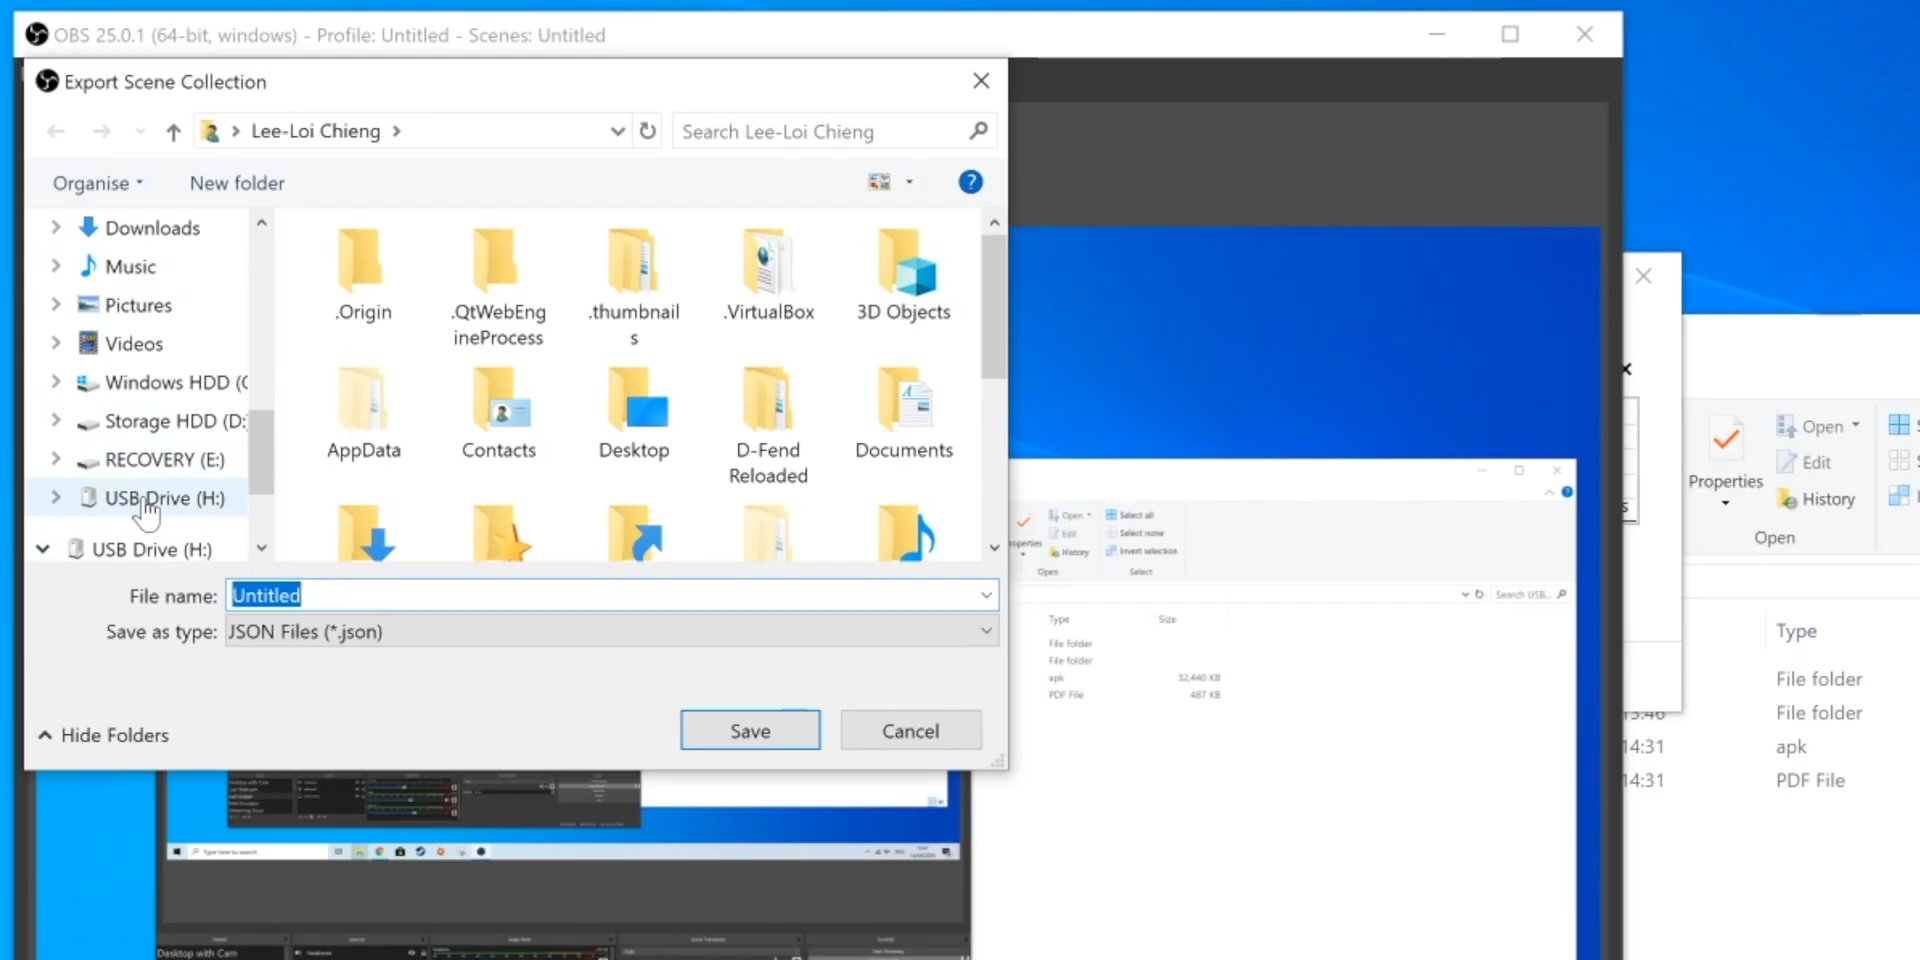 OBS 25.0.1 (64-bit, windows) - Profile: Untitled - Scenes: Untitled
Export Scene Collection
Lee-Loi Chieng
Search Lee-Loi Chieng
Organise
New folder
?
Downloads
Music
Pictures
Videos
Windows HDD (C
Storage HDD (D:
RECOVERY (E:)
USB Drive (H:)
USB Drive (H:)
.Origin
.QtWebEng
ineProcess
.thumbnail
s
.VirtualBox
3D Objects
AppData
Contacts
Desktop
D-Fend
Reloaded
Documents
File name:
Untitled
Save as type:
JSON Files (*.json)
Hide Folders
Save
Cancel
Open
Edit
History
Open
Select all
Select none
Invert selection
Select
Search USB...
Type
Size
File folder
File folder
apk
32,440 KB
PDF File
487 KB
Properties
Open
Edit
History
Open
Type
File folder
File folder
14:31
apk
14:31
PDF File
Type here to search
Desktop with Cam